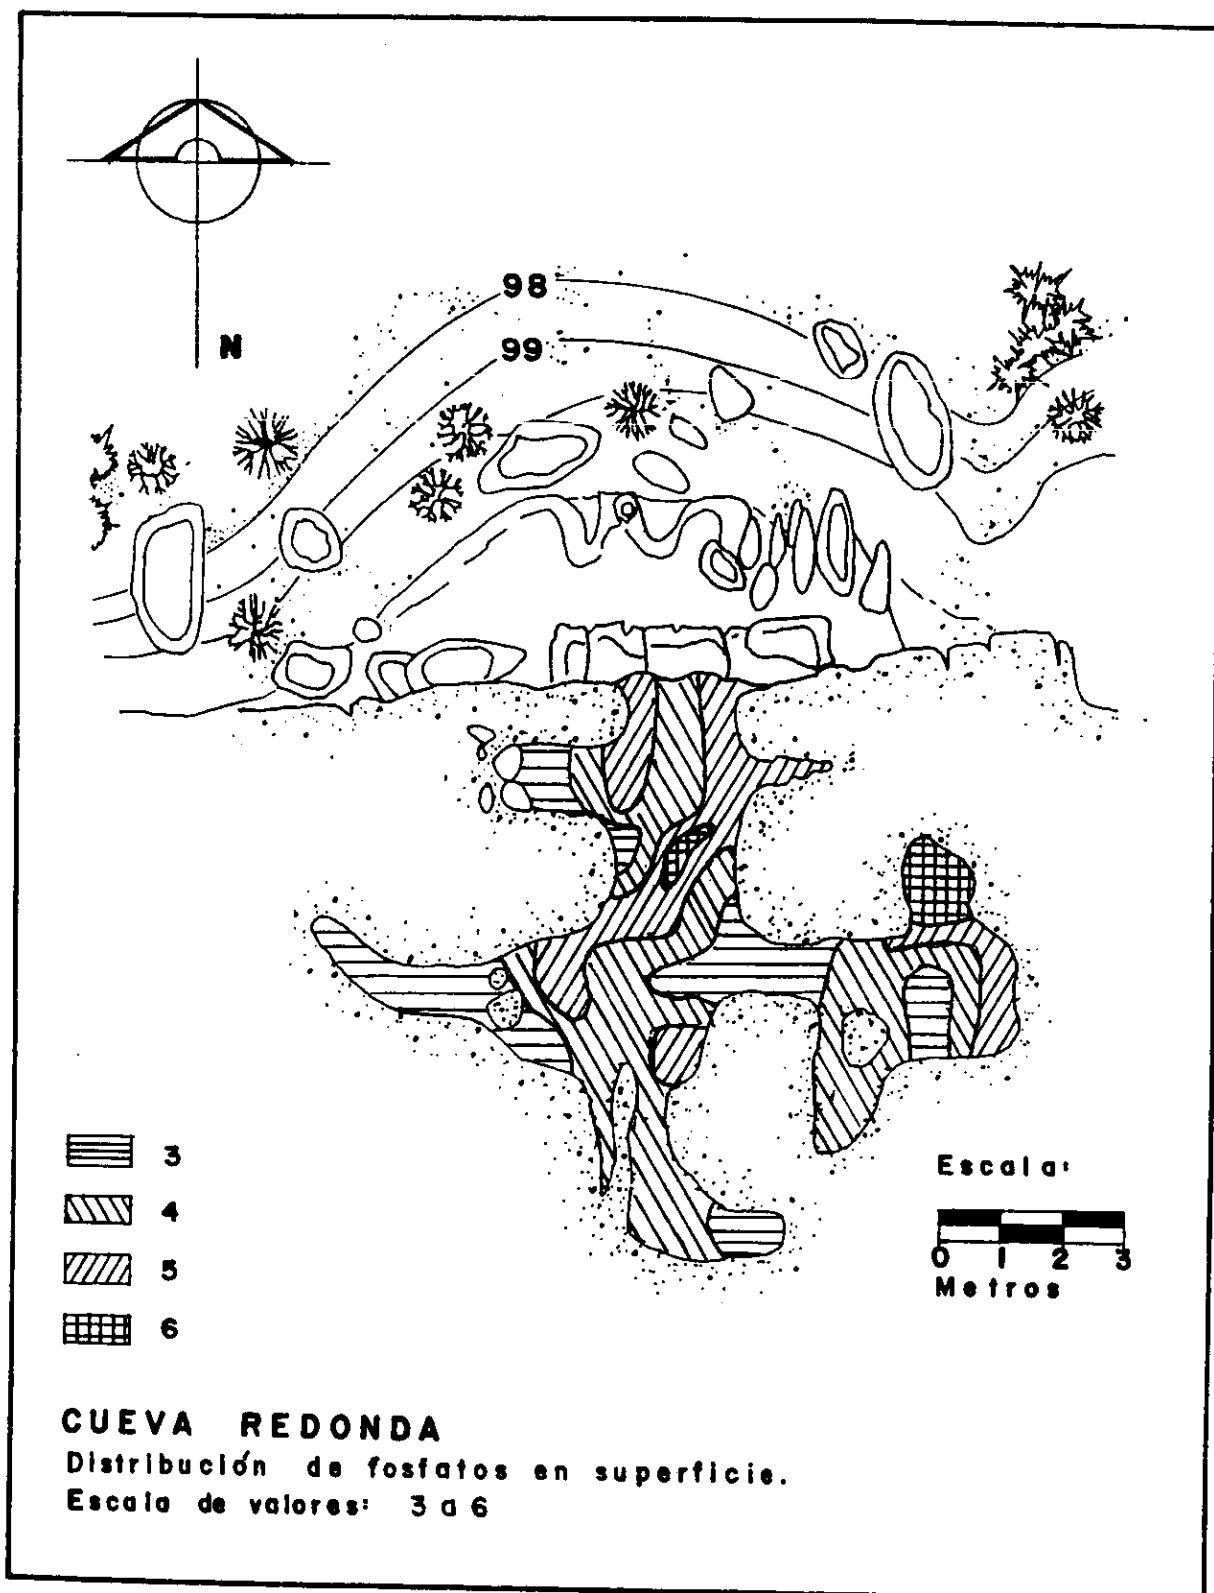 N
98
99
3
4
5
6
Escala:
0 1 2 3
Metros
CUEVA REDONDA
Distribución de fosfatos en superficie.
Escala de valores: 3 a 6